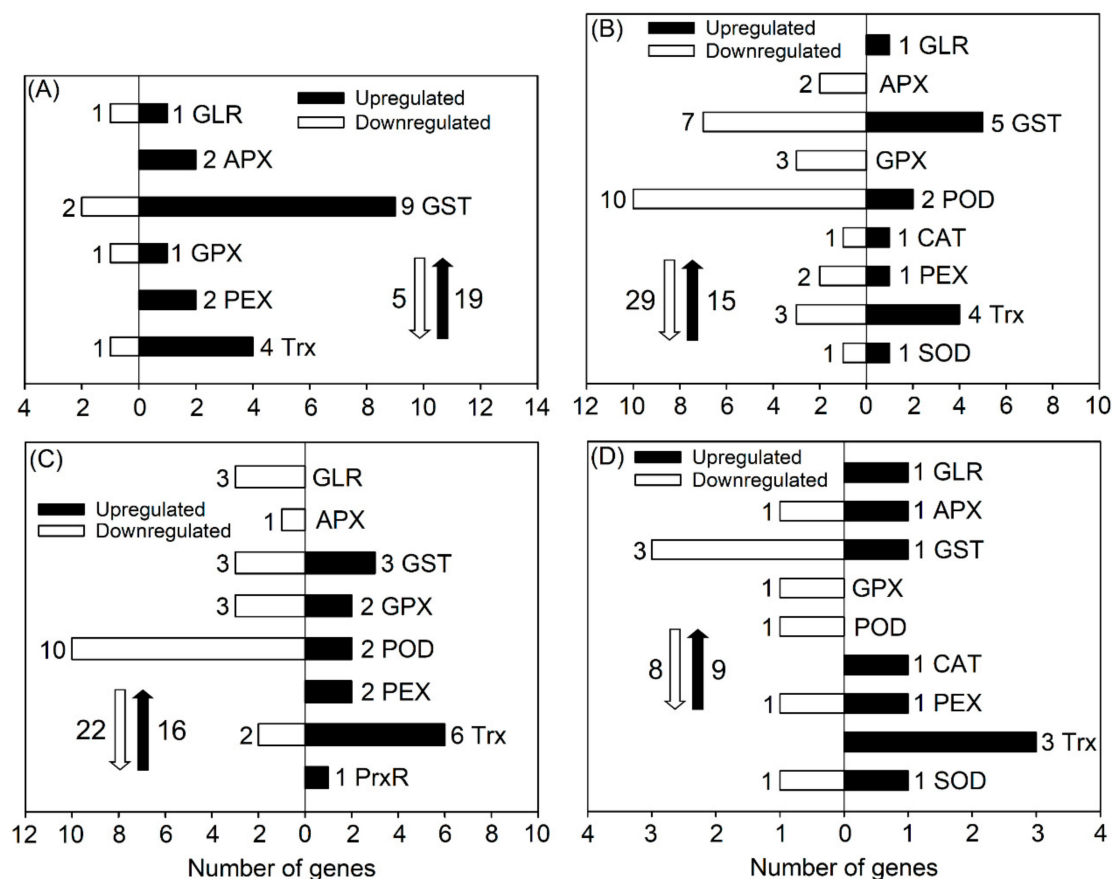 (A)
Upregulated
Downregulated
1 1 GLR
2 APX
2 9 GST
1 1 GPX
2 PEX
1 4 Trx
5 19
4 2 0 2 4 6 8 10 12 14
(B)
Upregulated
Downregulated
1 GLR
2 APX
7 5 GST
3 GPX
10 2 POD
1 1 CAT
2 1 PEX
3 4 Trx
1 1 SOD
29 15
12 10 8 6 4 2 0 2 4 6 8 10
(C)
Upregulated
Downregulated
3 GLR
1 APX
3 3 GST
3 2 GPX
10 2 POD
2 PEX
2 6 Trx
1 PrxR
22 16
12 10 8 6 4 2 0 2 4 6 8 10
Number of genes
(D)
Upregulated
Downregulated
1 GLR
1 1 APX
3 1 GST
1 GPX
1 POD
1 CAT
1 1 PEX
3 Trx
1 1 SOD
8 9
4 3 2 1 0 1 2 3 4
Number of genes